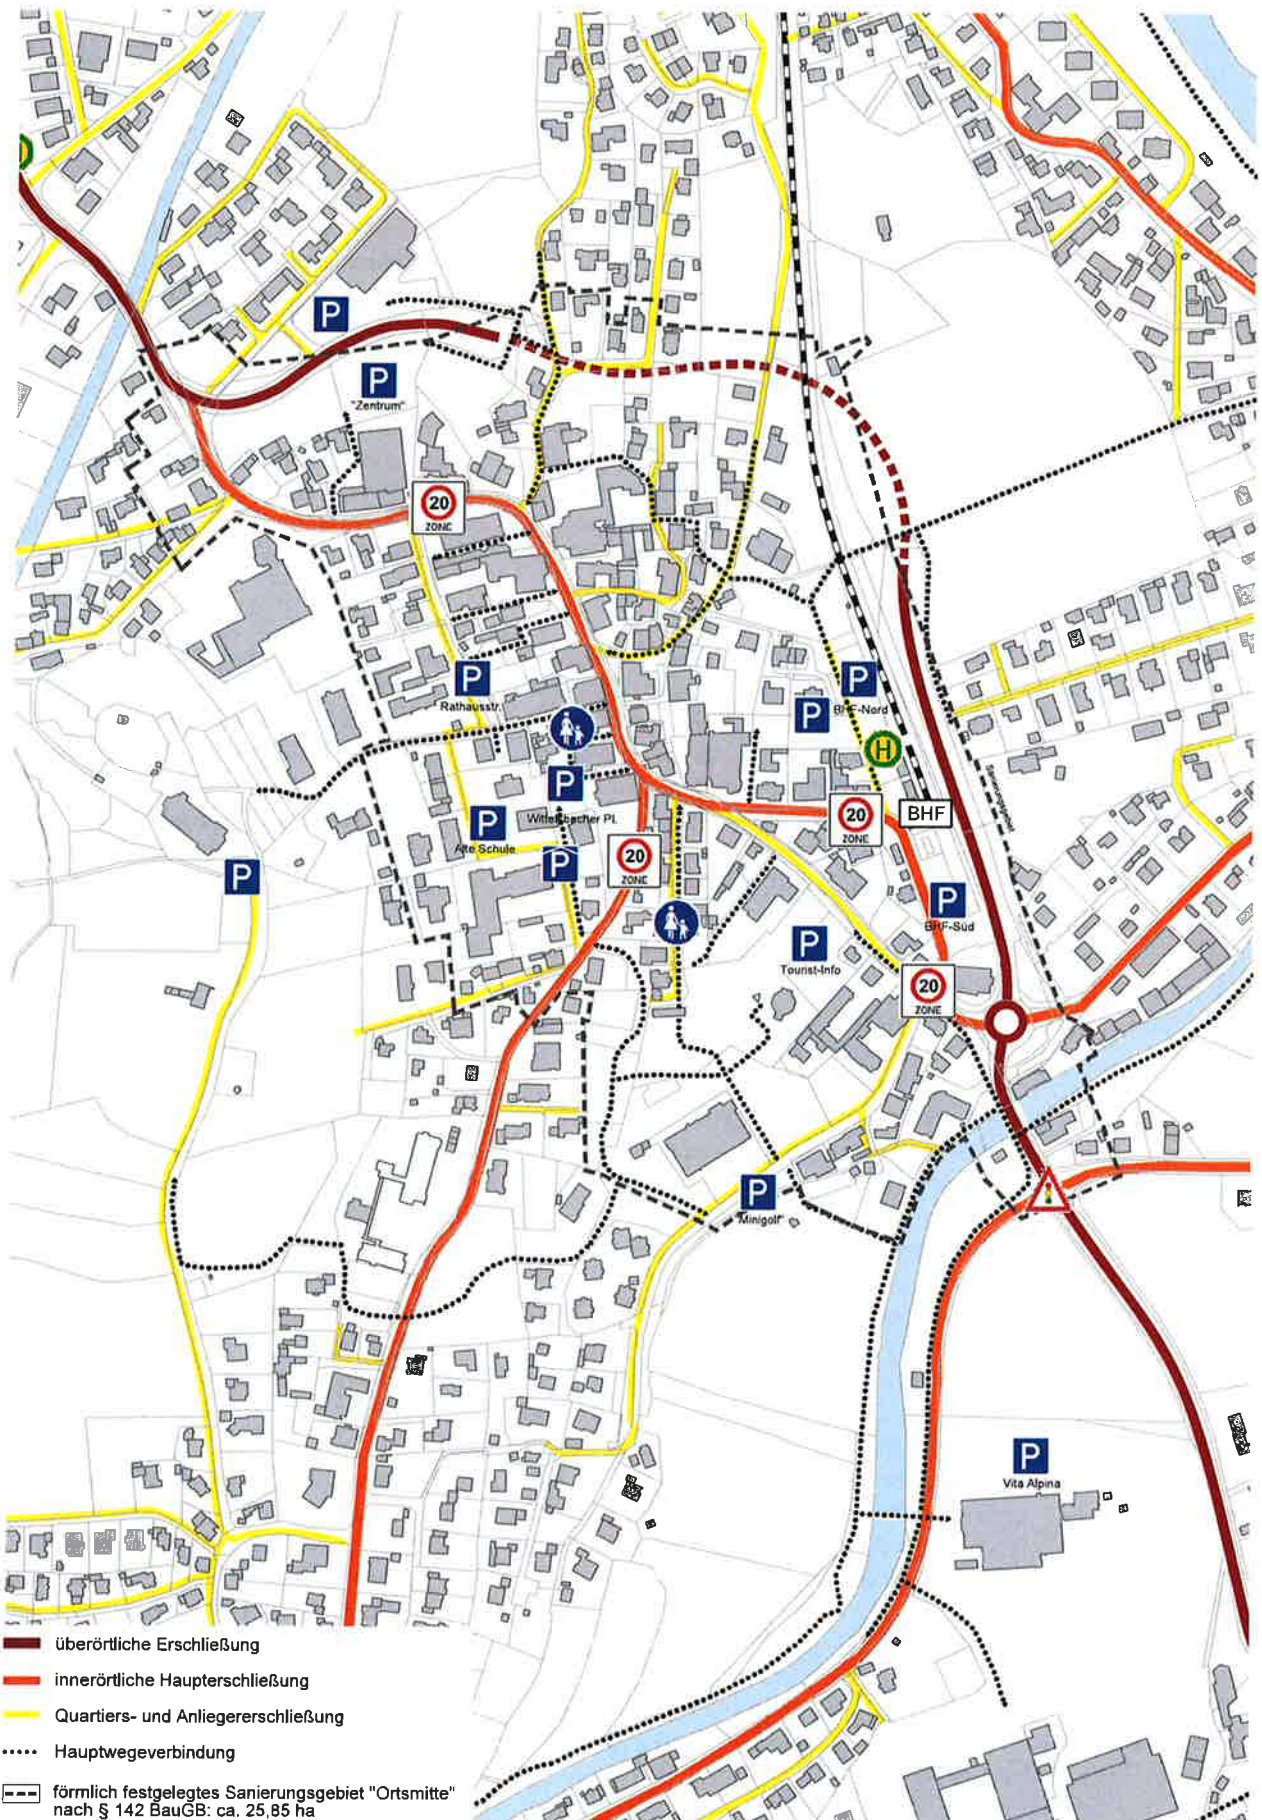 P
P
"Zentrum"
20
ZONE
P
Rathausstr.
P
BHF-Nord
P
H
P
Wittelsbacher Pl.
P
Alte Schule
20
ZONE
BHF
Sanierungsgebiet
20
ZONE
P
P
P
BHF-Süd
P
Tourist-Info
20
ZONE
P
"Minigolf"
P
Vita Alpina
überörtliche Erschließung
innerörtliche Haupterschließung
Quartiers- und Anliegererschließung
Hauptwegeverbindung
förmlich festgelegtes Sanierungsgebiet "Ortsmitte"
nach § 142 BauGB: ca. 25,85 ha